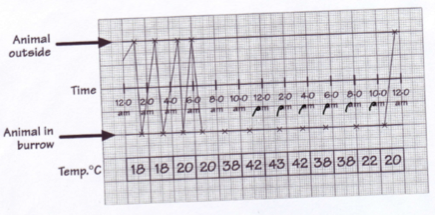 Animal
outside
Time
12·0 2·0 4·0 6·0 8·0 10·0 12·0 2·0 4·0 6·0 8·0 10·0 12·0
am am am am am am pm pm pm pm pm pm am
Animal in
burrow
Temp.°C 18 18 20 20 38 42 43 42 38 38 22 20